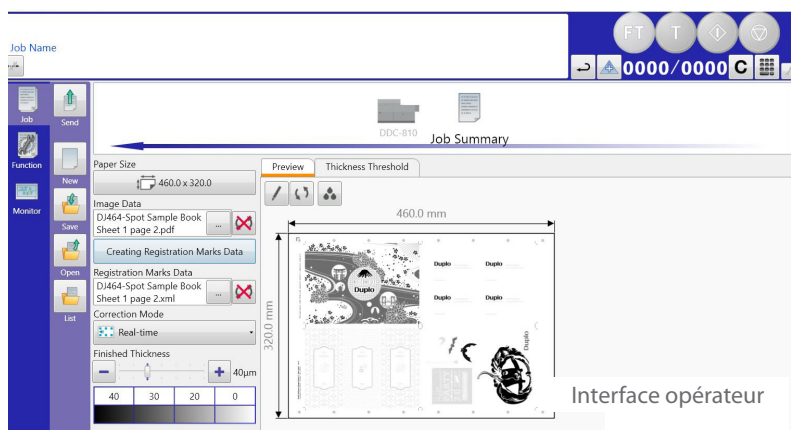 Job Name
FT T
0000/0000 C
Job
Send
DDC-810
Job Summary
Function
New
Monitor
Save
Open
List
Paper Size
460.0 x 320.0
Image Data
DJ464-Spot Sample Book
Sheet 1 page 2.pdf
...
Creating Registration Marks Data
Registration Marks Data
DJ464-Spot Sample Book
Sheet 1 page 2.xml
...
Correction Mode
Real-time
Finished Thickness
40μm
40 30 20 0
Preview Thickness Threshold
460.0 mm
320.0 mm
Duplo
Duplo Duplo
Duplo Duplo
Duplo
Interface opérateur